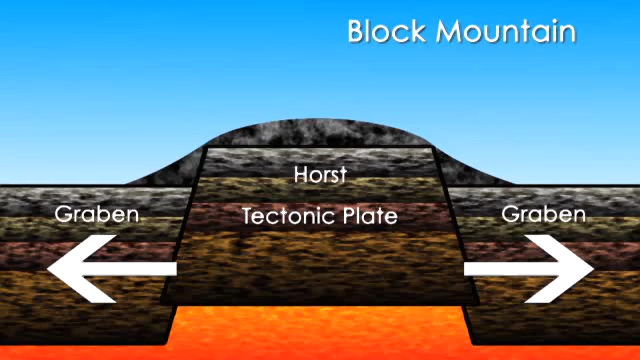 Block Mountain
Horst
Graben
Tectonic Plate
Graben